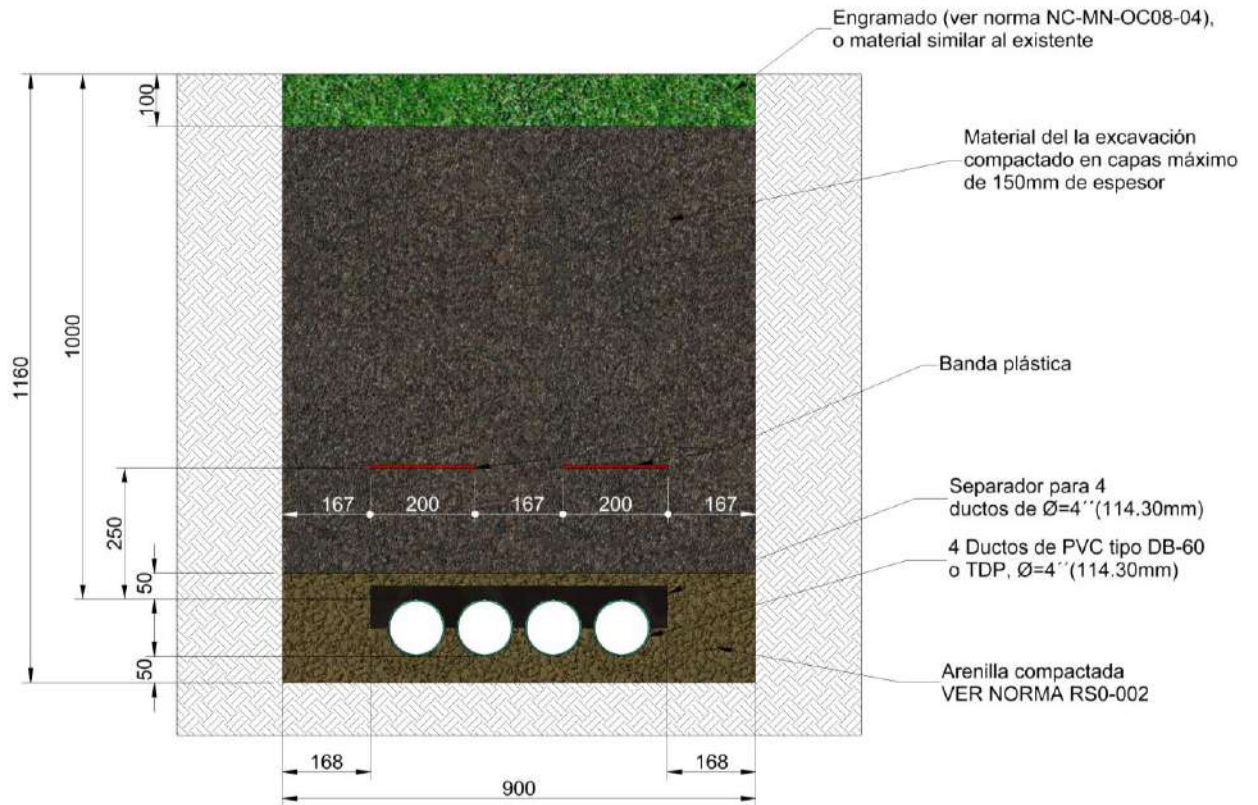 Engramado (ver norma NC-MN-OC08-04),
o material similar al existente
100
Material del la excavación
compactado en capas máximo
de 150mm de espesor
1000
1160
Banda plástica
167
200
167
200
167
250
Separador para 4
ductos de Ø=4´´(114.30mm)
4 Ductos de PVC tipo DB-60
o TDP, Ø=4´´(114.30mm)
50
50
Arenilla compactada
VER NORMA RS0-002
168
168
900